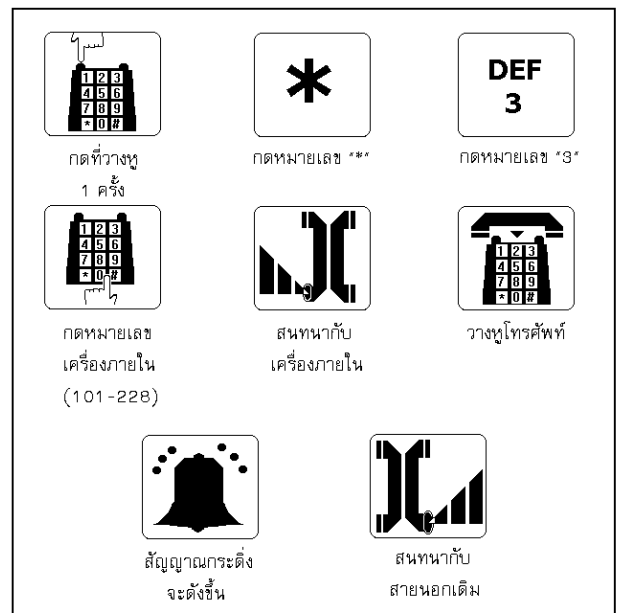 1 2 3
4 5 6
7 8 9
* 0 #
*
DEF
3
กดที่วางหู
1 ครั้ง
กดหมายเลข "*"
กดหมายเลข "3"
1 2 3
4 5 6
7 8 9
* 0 #
1 2 3
4 5 6
7 8 9
* 0 #
กดหมายเลข
เครื่องภายใน
(101-228)
สนทนากับ
เครื่องภายใน
วางหูโทรศัพท์
สัญญาณกระดิ่ง
จะดังขึ้น
สนทนากับ
สายนอกเดิม